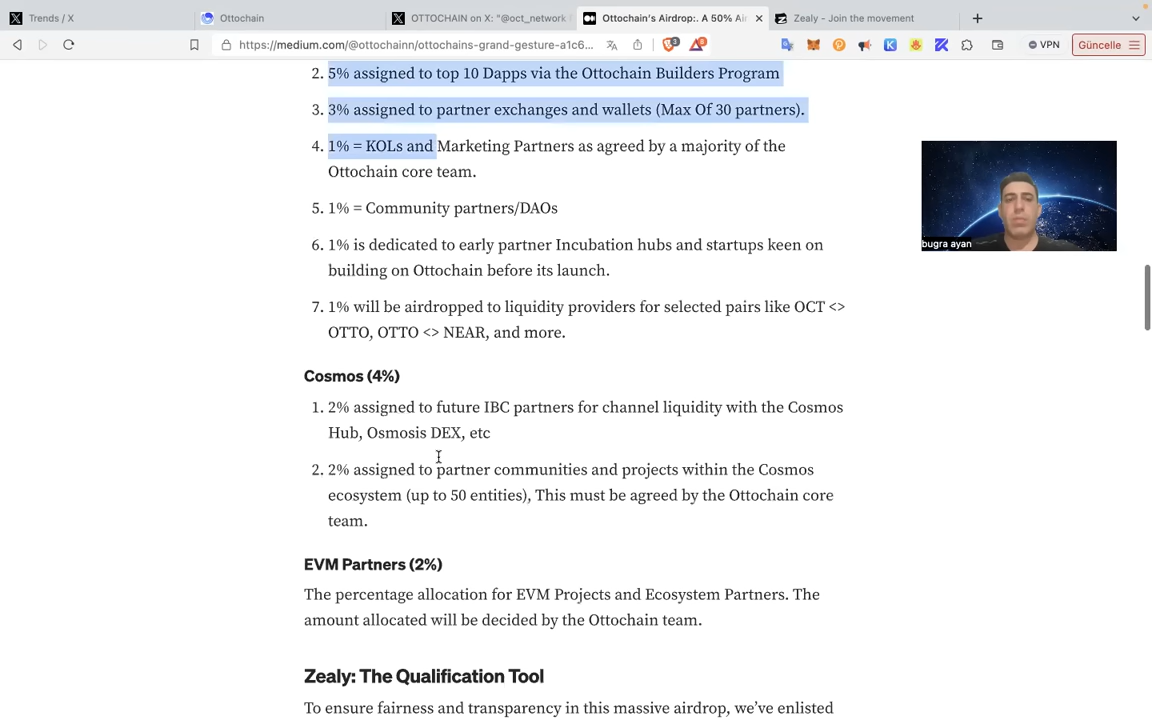 Trends / X
Ottochain
OTTOCHAIN on X: "@oct_network
Ottochain's Airdrop:. A 50% Air
Zealy - Join the movement
https://medium.com/@ottochainn/ottochains-grand-gesture-a1c6...
VPN
Güncelle
2. 5% assigned to top 10 Dapps via the Ottochain Builders Program
3. 3% assigned to partner exchanges and wallets (Max Of 30 partners).
4. 1% = KOLs and Marketing Partners as agreed by a majority of the
Ottochain core team.
5. 1% = Community partners/DAOs
6. 1% is dedicated to early partner Incubation hubs and startups keen on
building on Ottochain before its launch.
7. 1% will be airdropped to liquidity providers for selected pairs like OCT <>
OTTO, OTTO <> NEAR, and more.
bugra ayan
Cosmos (4%)
1. 2% assigned to future IBC partners for channel liquidity with the Cosmos
Hub, Osmosis DEX, etc
2. 2% assigned to partner communities and projects within the Cosmos
ecosystem (up to 50 entities), This must be agreed by the Ottochain core
team.
EVM Partners (2%)
The percentage allocation for EVM Projects and Ecosystem Partners. The
amount allocated will be decided by the Ottochain team.
Zealy: The Qualification Tool
To ensure fairness and transparency in this massive airdrop, we've enlisted